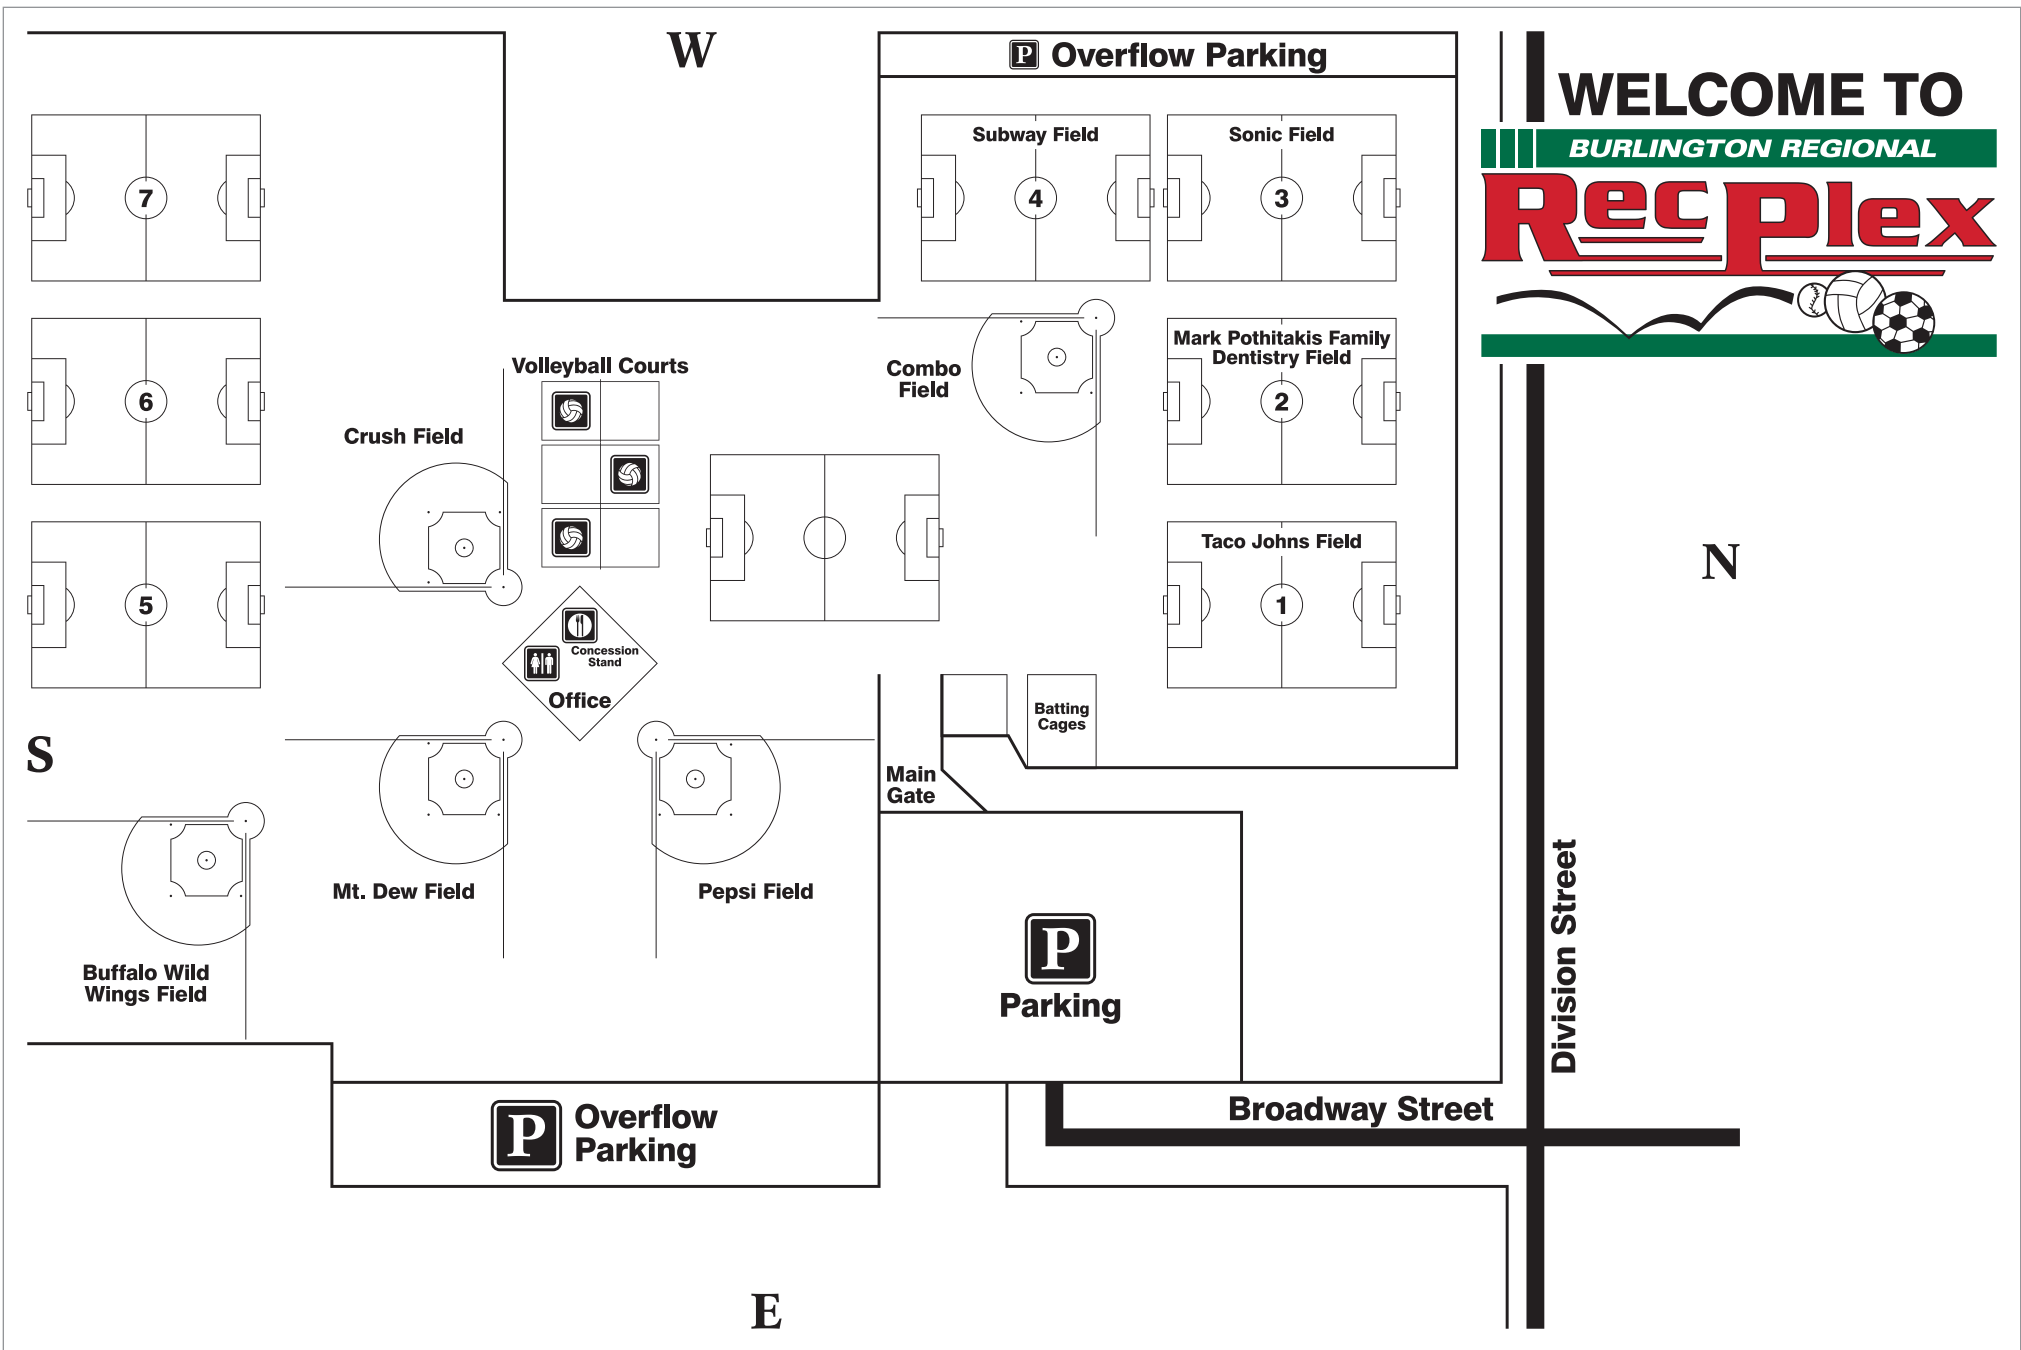 W
P Overflow Parking
WELCOME TO
BURLINGTON REGIONAL
RecPlex
Subway Field
Sonic Field
7
4
3
Mark Pothitakis Family
Dentistry Field
Volleyball Courts
Combo
Field
6
2
Crush Field
Taco Johns Field
N
5
1
Concession
Stand
Office
Batting
Cages
S
Main
Gate
Mt. Dew Field
Pepsi Field
Buffalo Wild
Wings Field
P
Parking
Division Street
Broadway Street
P
Overflow
Parking
E